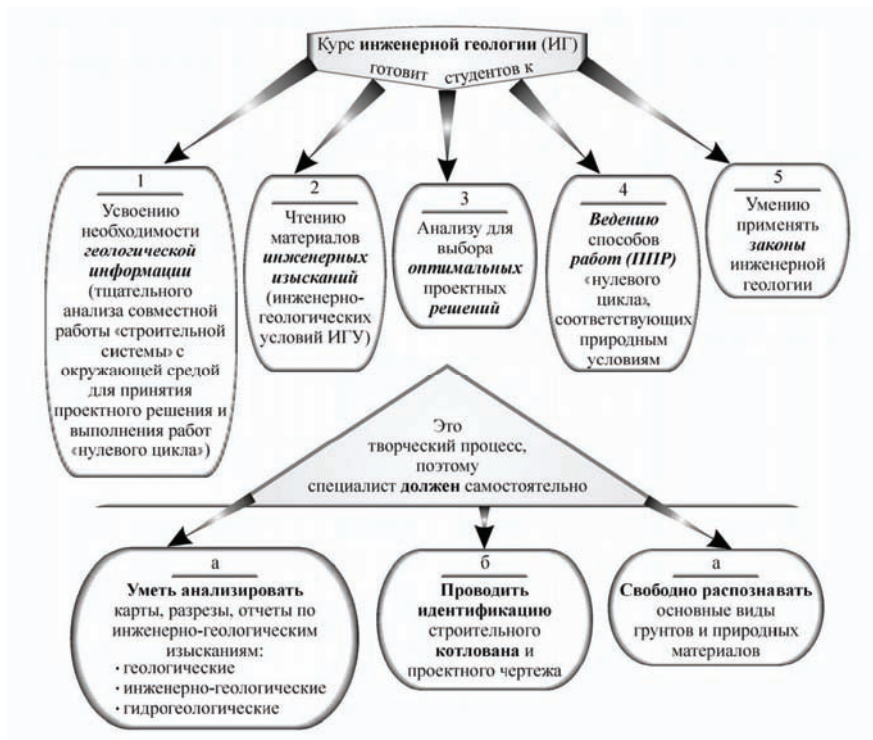 Курс инженерной геологии (ИГ)
готовит студентов к
1
Усвоению
необходимости
геологической
информации
(тщательного
анализа совместной
работы «строительной
системы» с
окружающей средой
для принятия
проектного решения и
выполнения работ
«нулевого цикла»)
2
Чтению
материалов
инженерных
изысканий
(инженерно-
геологических
условий ИГУ)
3
Анализу для
выбора
оптимальных
проектных
решений
4
Ведению
способов
работ (ППР)
«нулевого
цикла»,
соответствующих
природным
условиям
5
Умению
применять
законы
инженерной
геологии
Это
творческий процесс,
поэтому
специалист должен самостоятельно
а
Уметь анализировать
карты, разрезы, отчеты по
инженерно-геологическим
изысканиям:
· геологические
· инженерно-геологические
· гидрогеологические
б
Проводить
идентификацию
строительного
котлована и
проектного чертежа
а
Свободно распознавать
основные виды
грунтов и природных
материалов